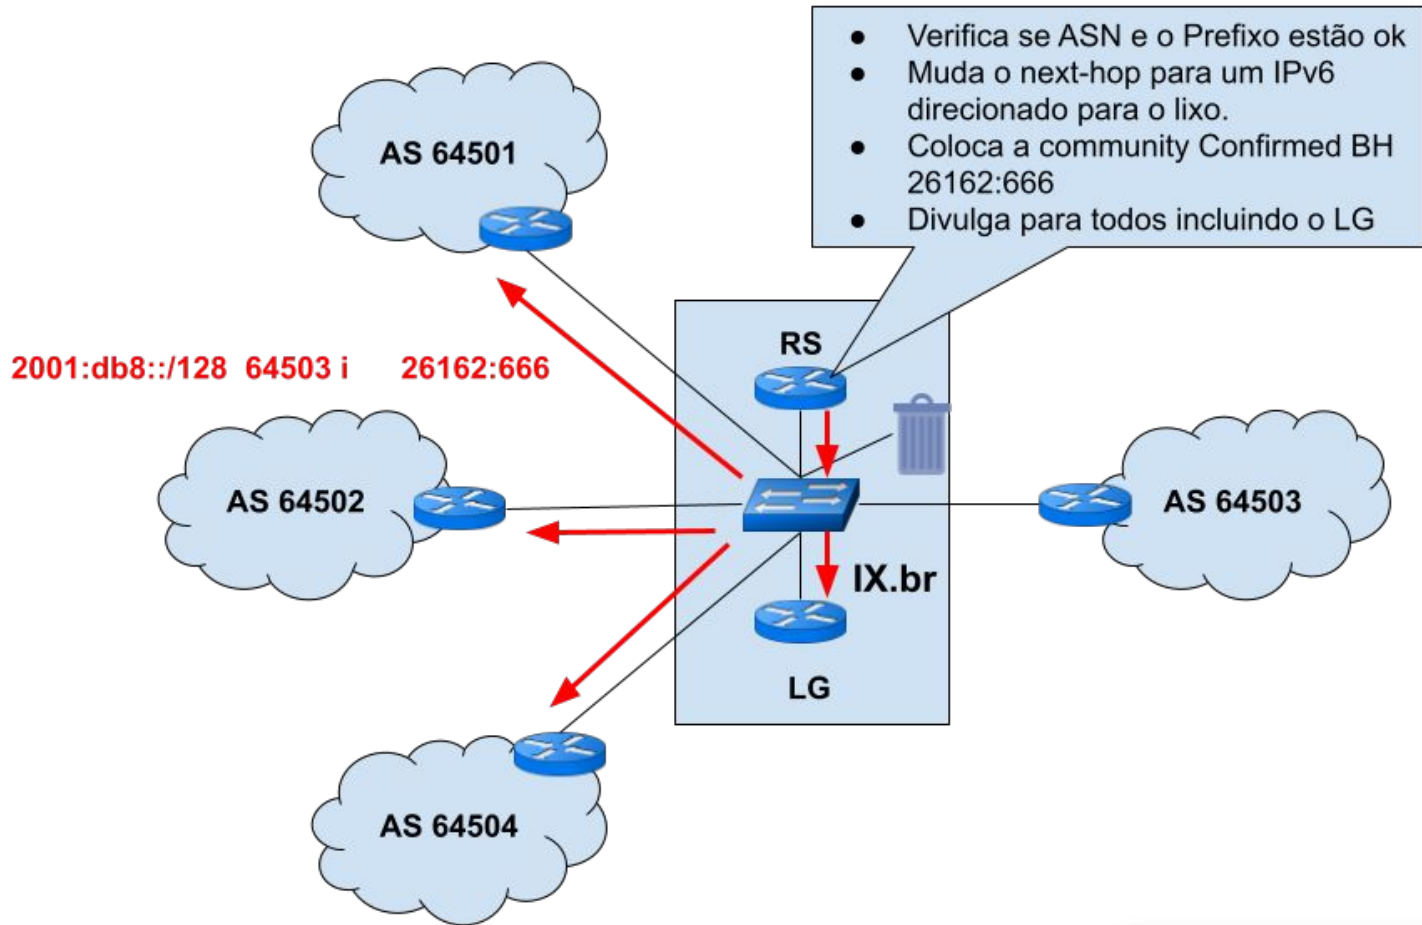 ● Verifica se ASN e o Prefixo estão ok
● Muda o next-hop para um IPv6
direcionado para o lixo.
● Coloca a community Confirmed BH
26162:666
● Divulga para todos incluindo o LG
AS 64501
RS
2001:db8::/128 64503 i 26162:666
AS 64502
AS 64503
IX.br
LG
AS 64504